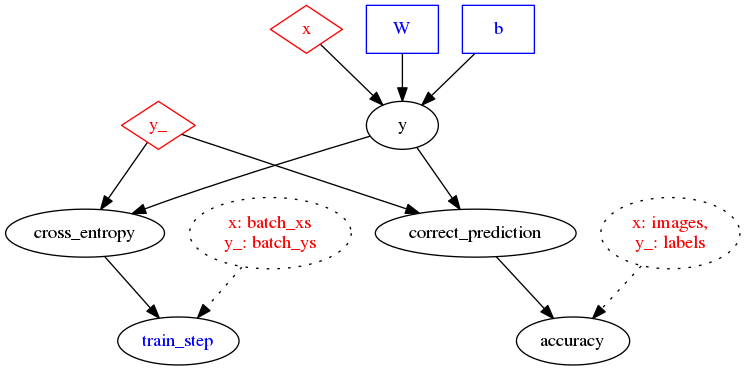 x
W
b
y_
y
cross_entropy
x: batch_xs
y_: batch_ys
correct_prediction
x: images,
y_: labels
train_step
accuracy